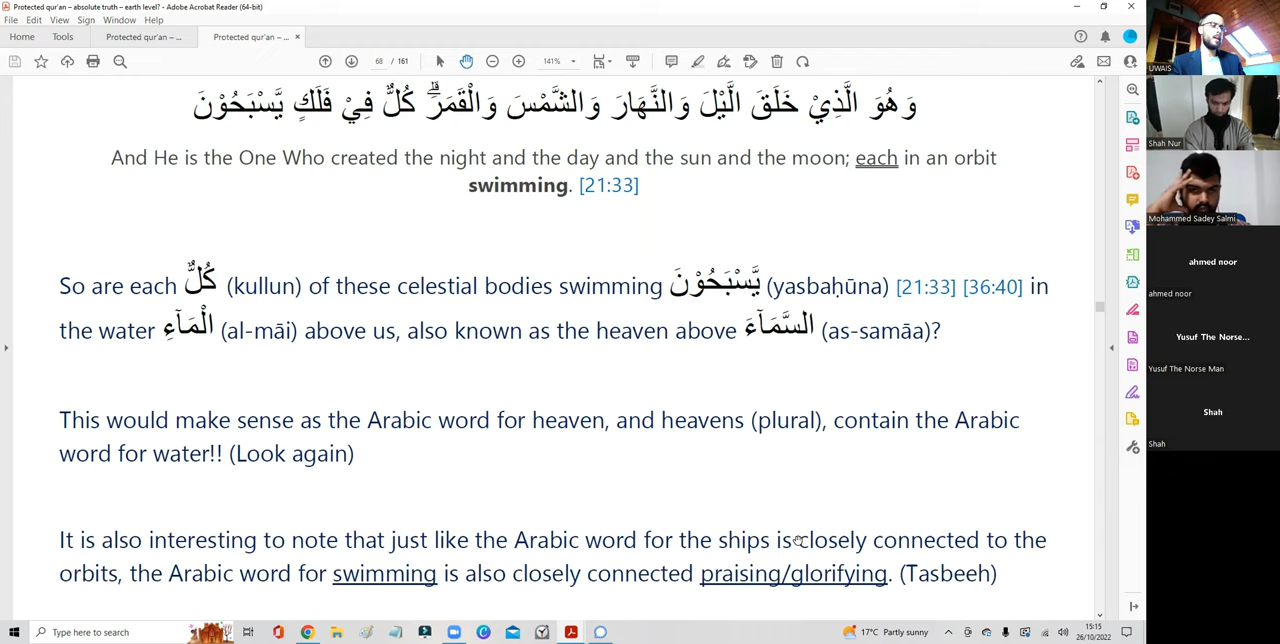 Protected qur'an – absolute truth – earth level? - Adobe Acrobat Reader (64-bit)
File Edit View Sign Window Help
Home Tools Protected qur'an – ... Protected qur'an – ... ×
68 / 161 141%
وَهُوَ الَّذِيْ خَلَقَ الَّيْلَ وَالنَّهَارَ وَالشَّمْسَ وَالْقَمَرَ ۗ كُلٌّ فِيْ فَلَكٍ يَّسْبَحُوْنَ
And He is the One Who created the night and the day and the sun and the moon; each in an orbit
swimming. [21:33]
So are each كُلٌّ (kullun) of these celestial bodies swimming يَّسْبَحُوْنَ (yasbaḥūna) [21:33] [36:40] in
the water الْمَآءِ (al-māi) above us, also known as the heaven above السَّمَآءَ (as-samāa)?
This would make sense as the Arabic word for heaven, and heavens (plural), contain the Arabic
word for water!! (Look again)
It is also interesting to note that just like the Arabic word for the ships is closely connected to the
orbits, the Arabic word for swimming is also closely connected praising/glorifying. (Tasbeeh)
UWAIS
Shah Nur
Mohammed Sadey Salmi
ahmed noor
ahmed noor
Yusuf The Norse...
Yusuf The Norse Man
Shah
Shah
Type here to search
17°C Partly sunny
15:15
26/10/2022